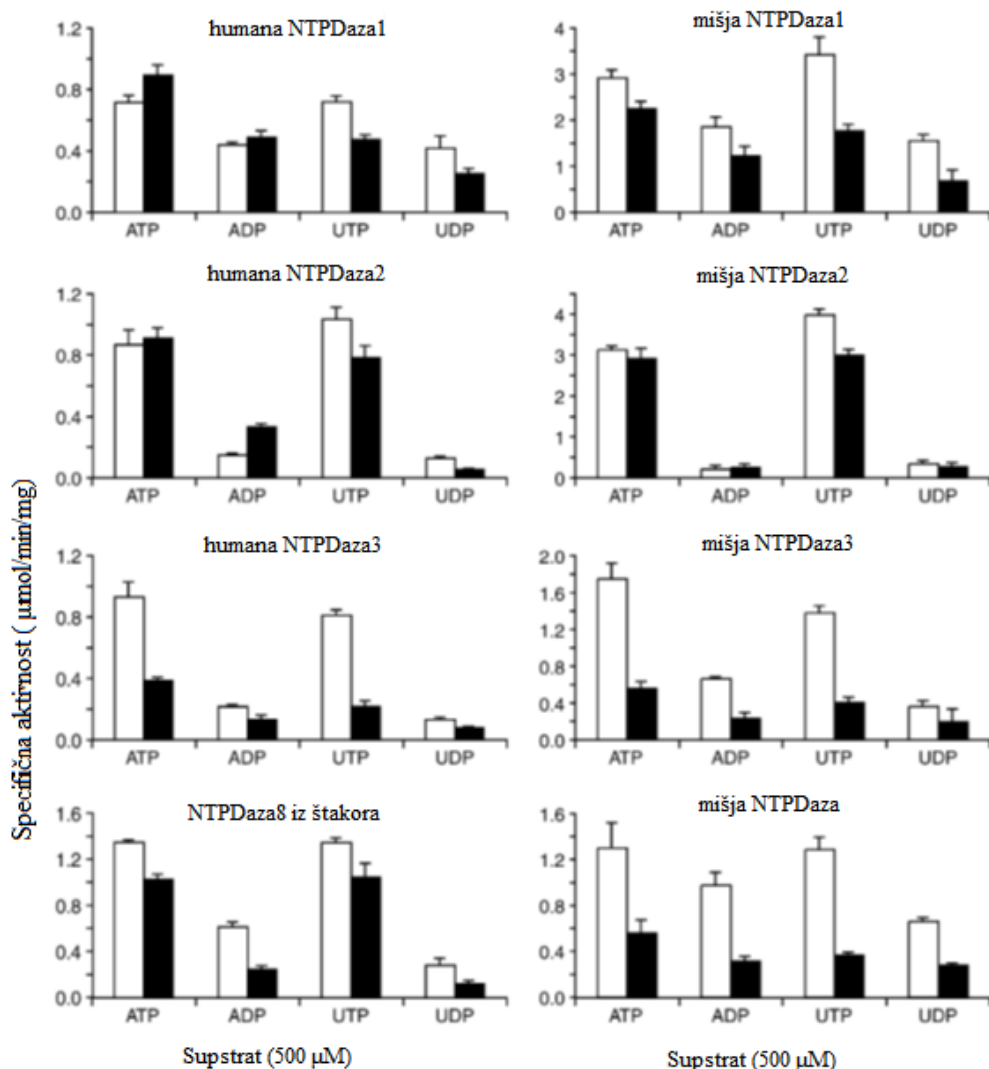 humana NTPDaza1
1.2
0.8
0.4
0.0
ATP ADP UTP UDP
mišja NTPDaza1
4
3
2
1
0
ATP ADP UTP UDP
humana NTPDaza2
1.2
0.8
0.4
0.0
ATP ADP UTP UDP
mišja NTPDaza2
4
3
2
1
0
ATP ADP UTP UDP
humana NTPDaza3
1.2
0.8
0.4
0.0
ATP ADP UTP UDP
mišja NTPDaza3
2.0
1.6
1.2
0.8
0.4
0.0
ATP ADP UTP UDP
NTPDaza8 iz štakora
1.6
1.2
0.8
0.4
0.0
ATP ADP UTP UDP
mišja NTPDaza
1.6
1.2
0.8
0.4
0.0
ATP ADP UTP UDP
Specifična aktivnost ( µmol/min/mg)
Supstrat (500 µM)
Supstrat (500 µM)